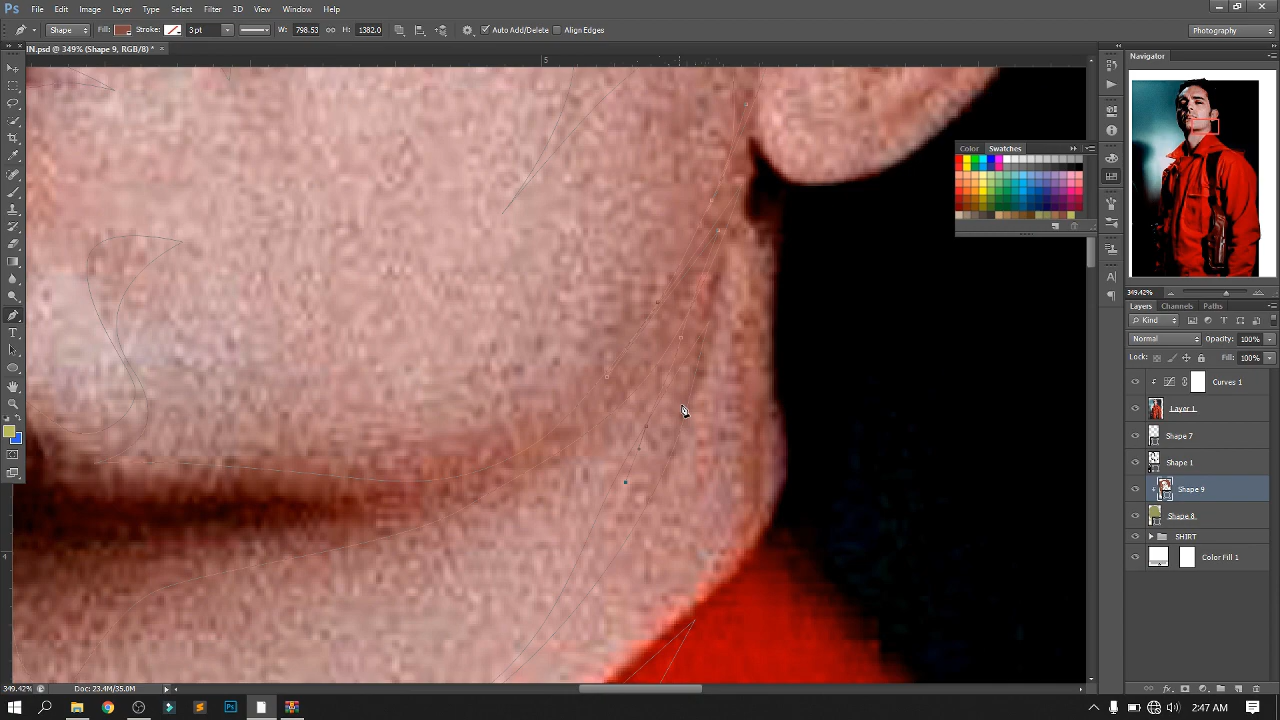 Ps File Edit Image Layer Type Select Filter 3D View Window Help
Shape Fill: Stroke: 3 pt W: 798.53 H: 1382.0 Auto Add/Delete Align Edges Photography
IN.psd @ 349% (Shape 9, RGB/8) * ×
5
4
Navigator
349.42%
Color Swatches
Layers Channels Paths
Kind
Normal Opacity: 100%
Lock: Fill: 100%
Curves 1
Layer 1
Shape 7
Shape 1
Shape 9
Shape 8
SHIRT
Color Fill 1
349.42% Doc: 23.4M/35.0M
2:47 AM